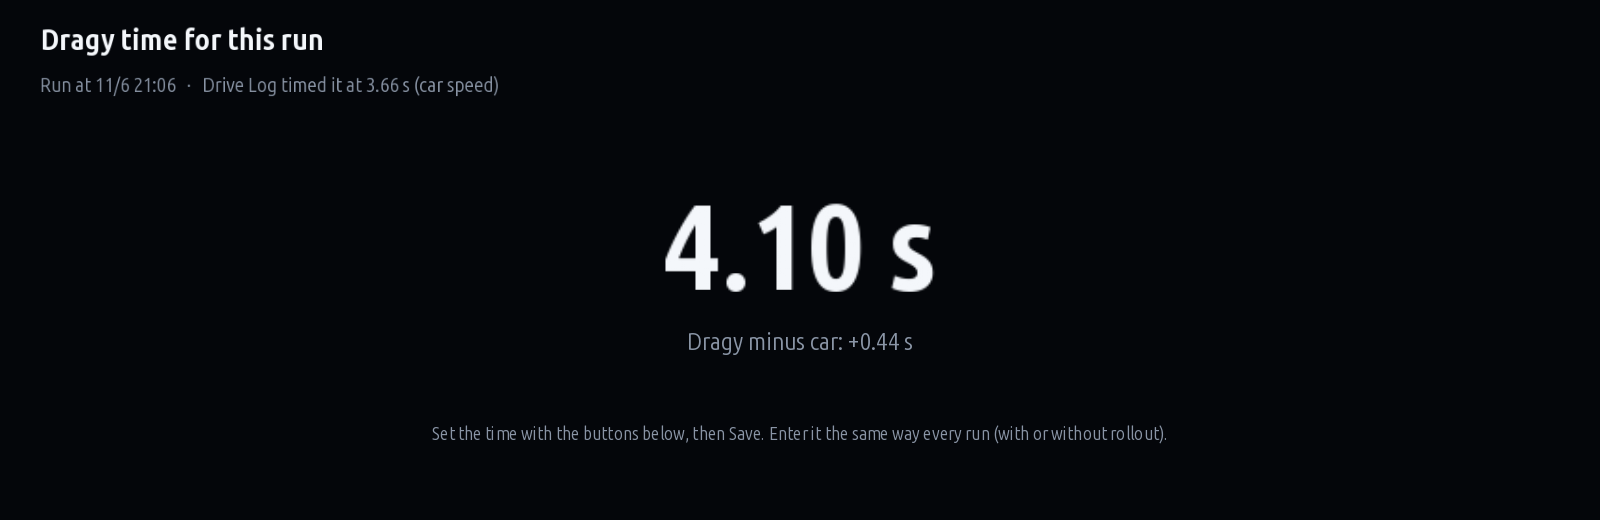 Dragy time for this run
Run at 11/6 21:06 · Drive Log timed it at 3.66 s (car speed)
4.10 s
Dragy minus car: +0.44 s
Set the time with the buttons below, then Save. Enter it the same way every run (with or without rollout).